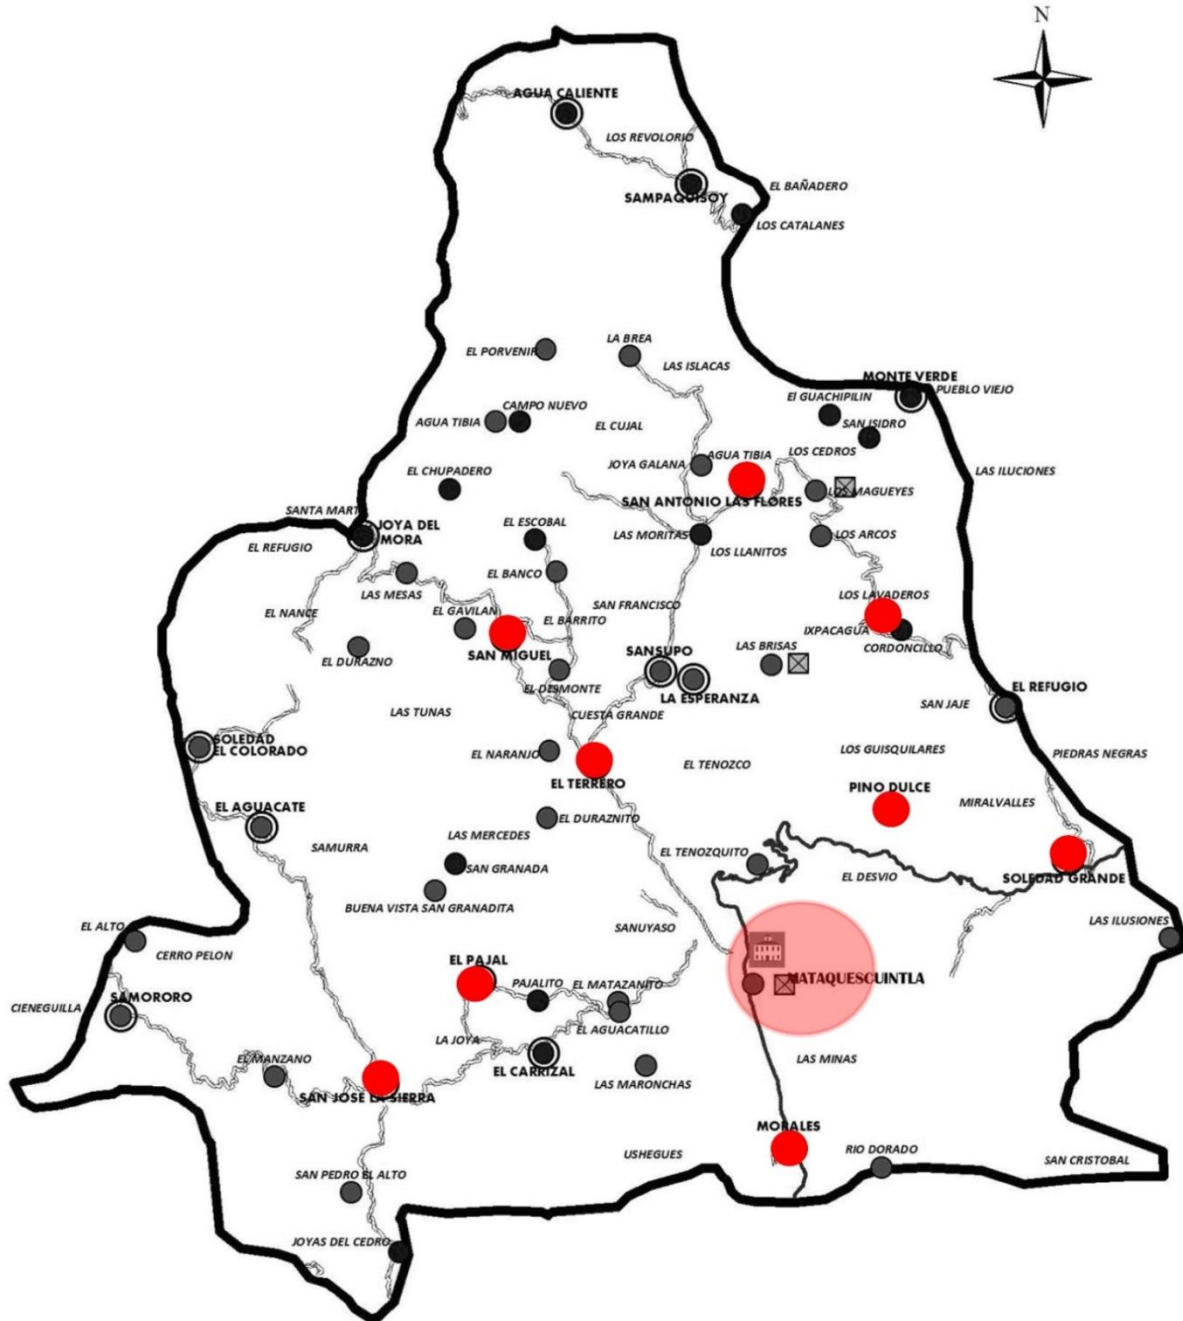 N
AGUA CALIENTE
LOS REVOLORIO
EL BAÑADERO
SAMPAQUISOY
LOS CATALANES
LA BREA
EL PORVENIR
LAS ISLACAS
MONTE VERDE
PUEBLO VIEJO
El GUACHIPILIN
CAMPO NUEVO
AGUA TIBIA
EL CUJAL
SAN ISIDRO
LOS CEDROS
AGUA TIBIA
JOYA GALANA
EL CHUPADERO
LAS ILUCIONES
LOS MAGUEYES
SAN ANTONIO LAS FLORES
SANTA MART
JOYA DEL
MORA
EL ESCOBAL
LAS MORITAS
LOS ARCOS
EL REFUGIO
LOS LLANITOS
EL BANCO
LAS MESAS
LOS LAVADEROS
SAN FRANCISCO
EL NANCE
EL GAVILAN
EL BARRITO
IXPACAGUA
CORDONCILLO
LAS BRISAS
SAN MIGUEL
SANSUPO
EL DURAZNO
EL DESMONTE
EL REFUGIO
LA ESPERANZA
SAN JAJE
LAS TUNAS
CUESTA GRANDE
SOLEDAD
EL COLORADO
EL NARANJO
LOS GUISQUILARES
PIEDRAS NEGRAS
EL TENOZCO
EL TERRERO
PINO DULCE
MIRALVALLES
EL AGUACATE
EL DURAZNITO
LAS MERCEDES
SAMURRA
EL TENOZQUITO
SAN GRANADA
EL DESVIO
SOLEDAD GRANDE
BUENA VISTA SAN GRANADITA
LAS ILUSIONES
EL ALTO
SANUYASO
CERRO PELON
EL PAJAL
MATAQUESCUINTLA
PAJALITO
EL MATAZANITO
SAMORORO
CIENEGUILLA
EL AGUACATILLO
LA JOYA
EL MANZANO
LAS MINAS
EL CARRIZAL
LAS MARONCHAS
SAN JOSE LA SIERRA
MORALES
RIO DORADO
USHEGUES
SAN CRISTOBAL
SAN PEDRO EL ALTO
JOYAS DEL CEDRO